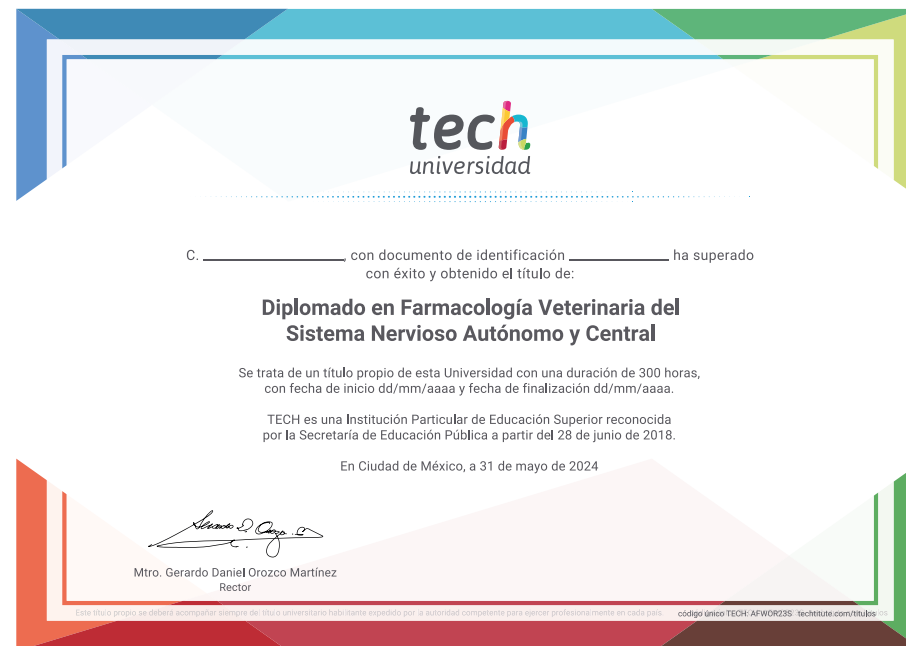 tech
universidad
C. ____________, con documento de identificación ____________ ha superado
con éxito y obtenido el título de:
Diplomado en Farmacología Veterinaria del
Sistema Nervioso Autónomo y Central
Se trata de un título propio de esta Universidad con una duración de 300 horas,
con fecha de inicio dd/mm/aaaa y fecha de finalización dd/mm/aaaa.
TECH es una Institución Particular de Educación Superior reconocida
por la Secretaría de Educación Pública a partir del 28 de junio de 2018.
En Ciudad de México, a 31 de mayo de 2024
Mtro. Gerardo Daniel Orozco Martínez
Rector
Este título propio se deberá acompañar siempre del título universitario habilitante expedido por la autoridad competente para ejercer profesionalmente en cada país. código único TECH: AFWOR23S techtitute.com/titulos